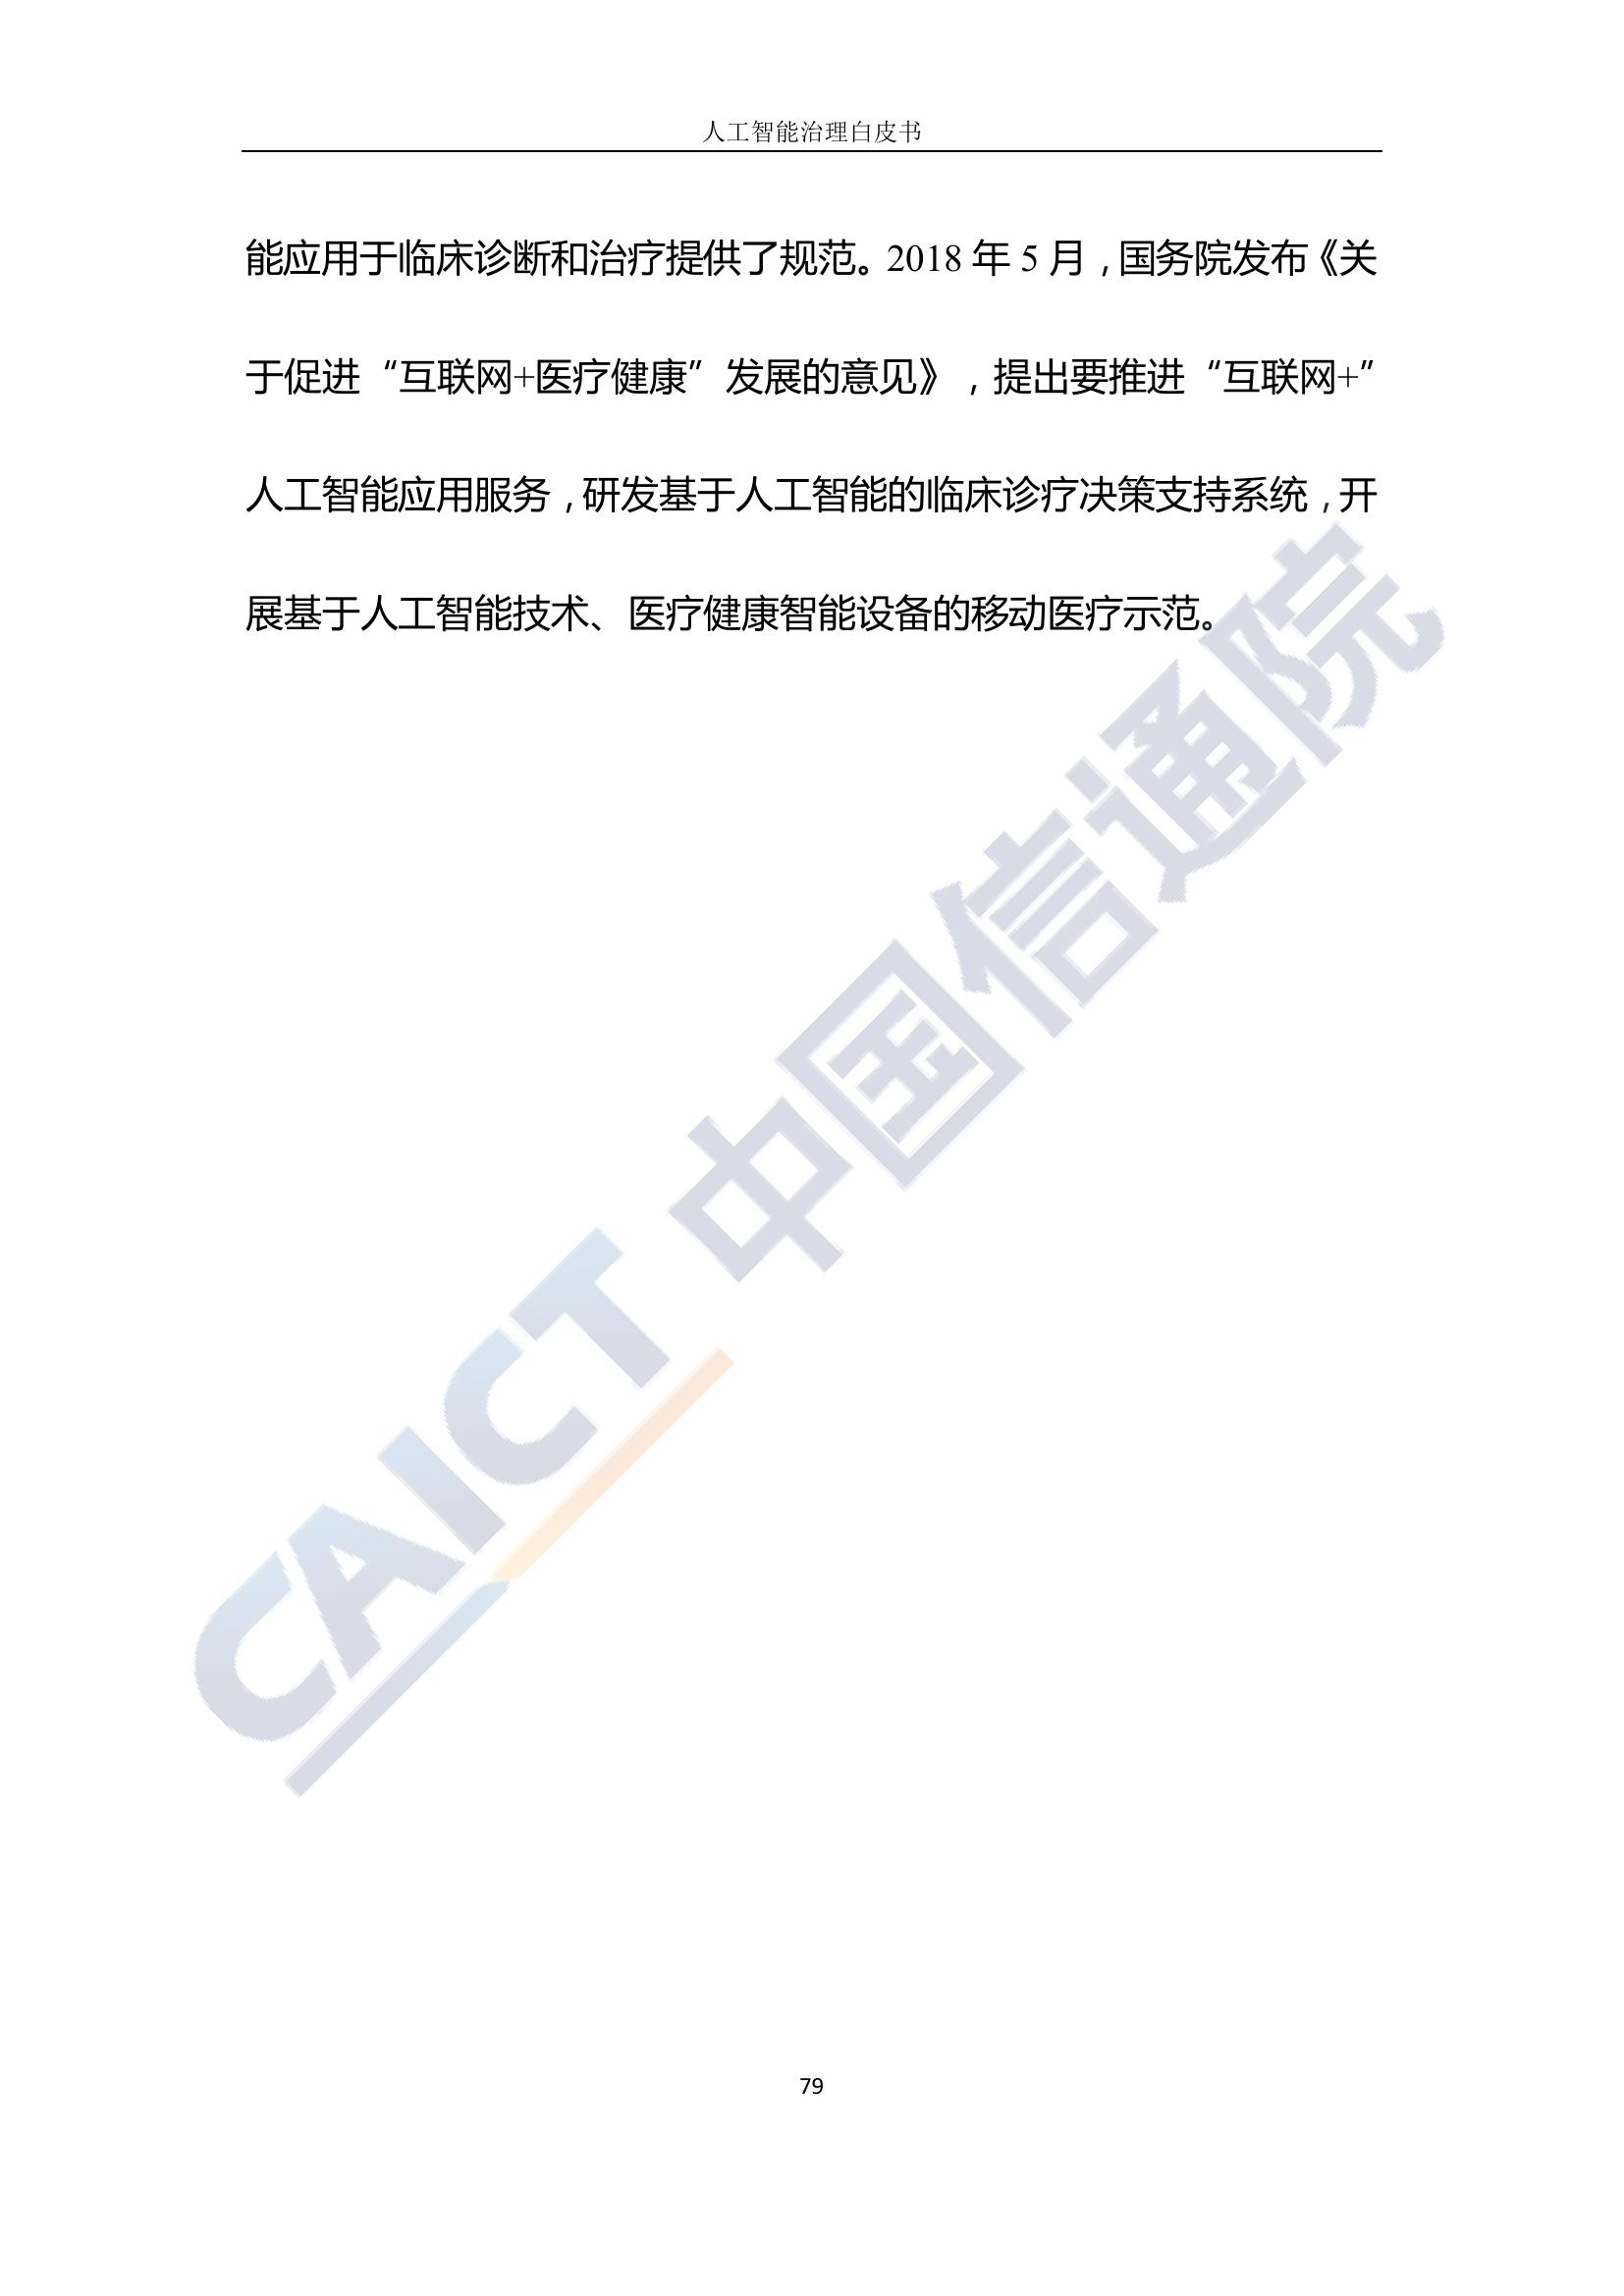 人工智能治理白皮书
能应用于临床诊断和治疗提供了规范。2018 年 5 月，国务院发布《关
于促进“互联网+医疗健康”发展的意见》，提出要推进“互联网+”
人工智能应用服务，研发基于人工智能的临床诊疗决策支持系统，开
展基于人工智能技术、医疗健康智能设备的移动医疗示范。
CAICT 中国信通院
79